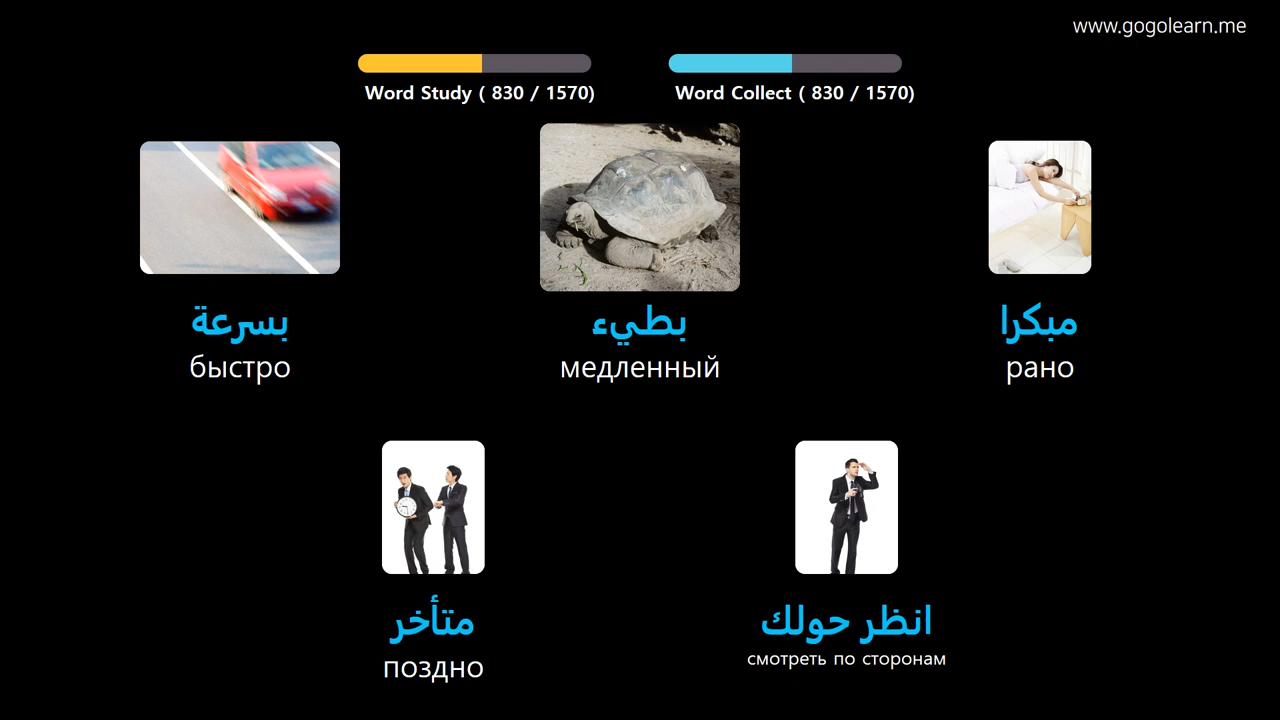 www.gogolearn.me
Word Study ( 830 / 1570)
Word Collect ( 830 / 1570)
بسرعة
быстро
بطيء
медленный
مبكرا
рано
متأخر
поздно
انظر حولك
смотреть по сторонам